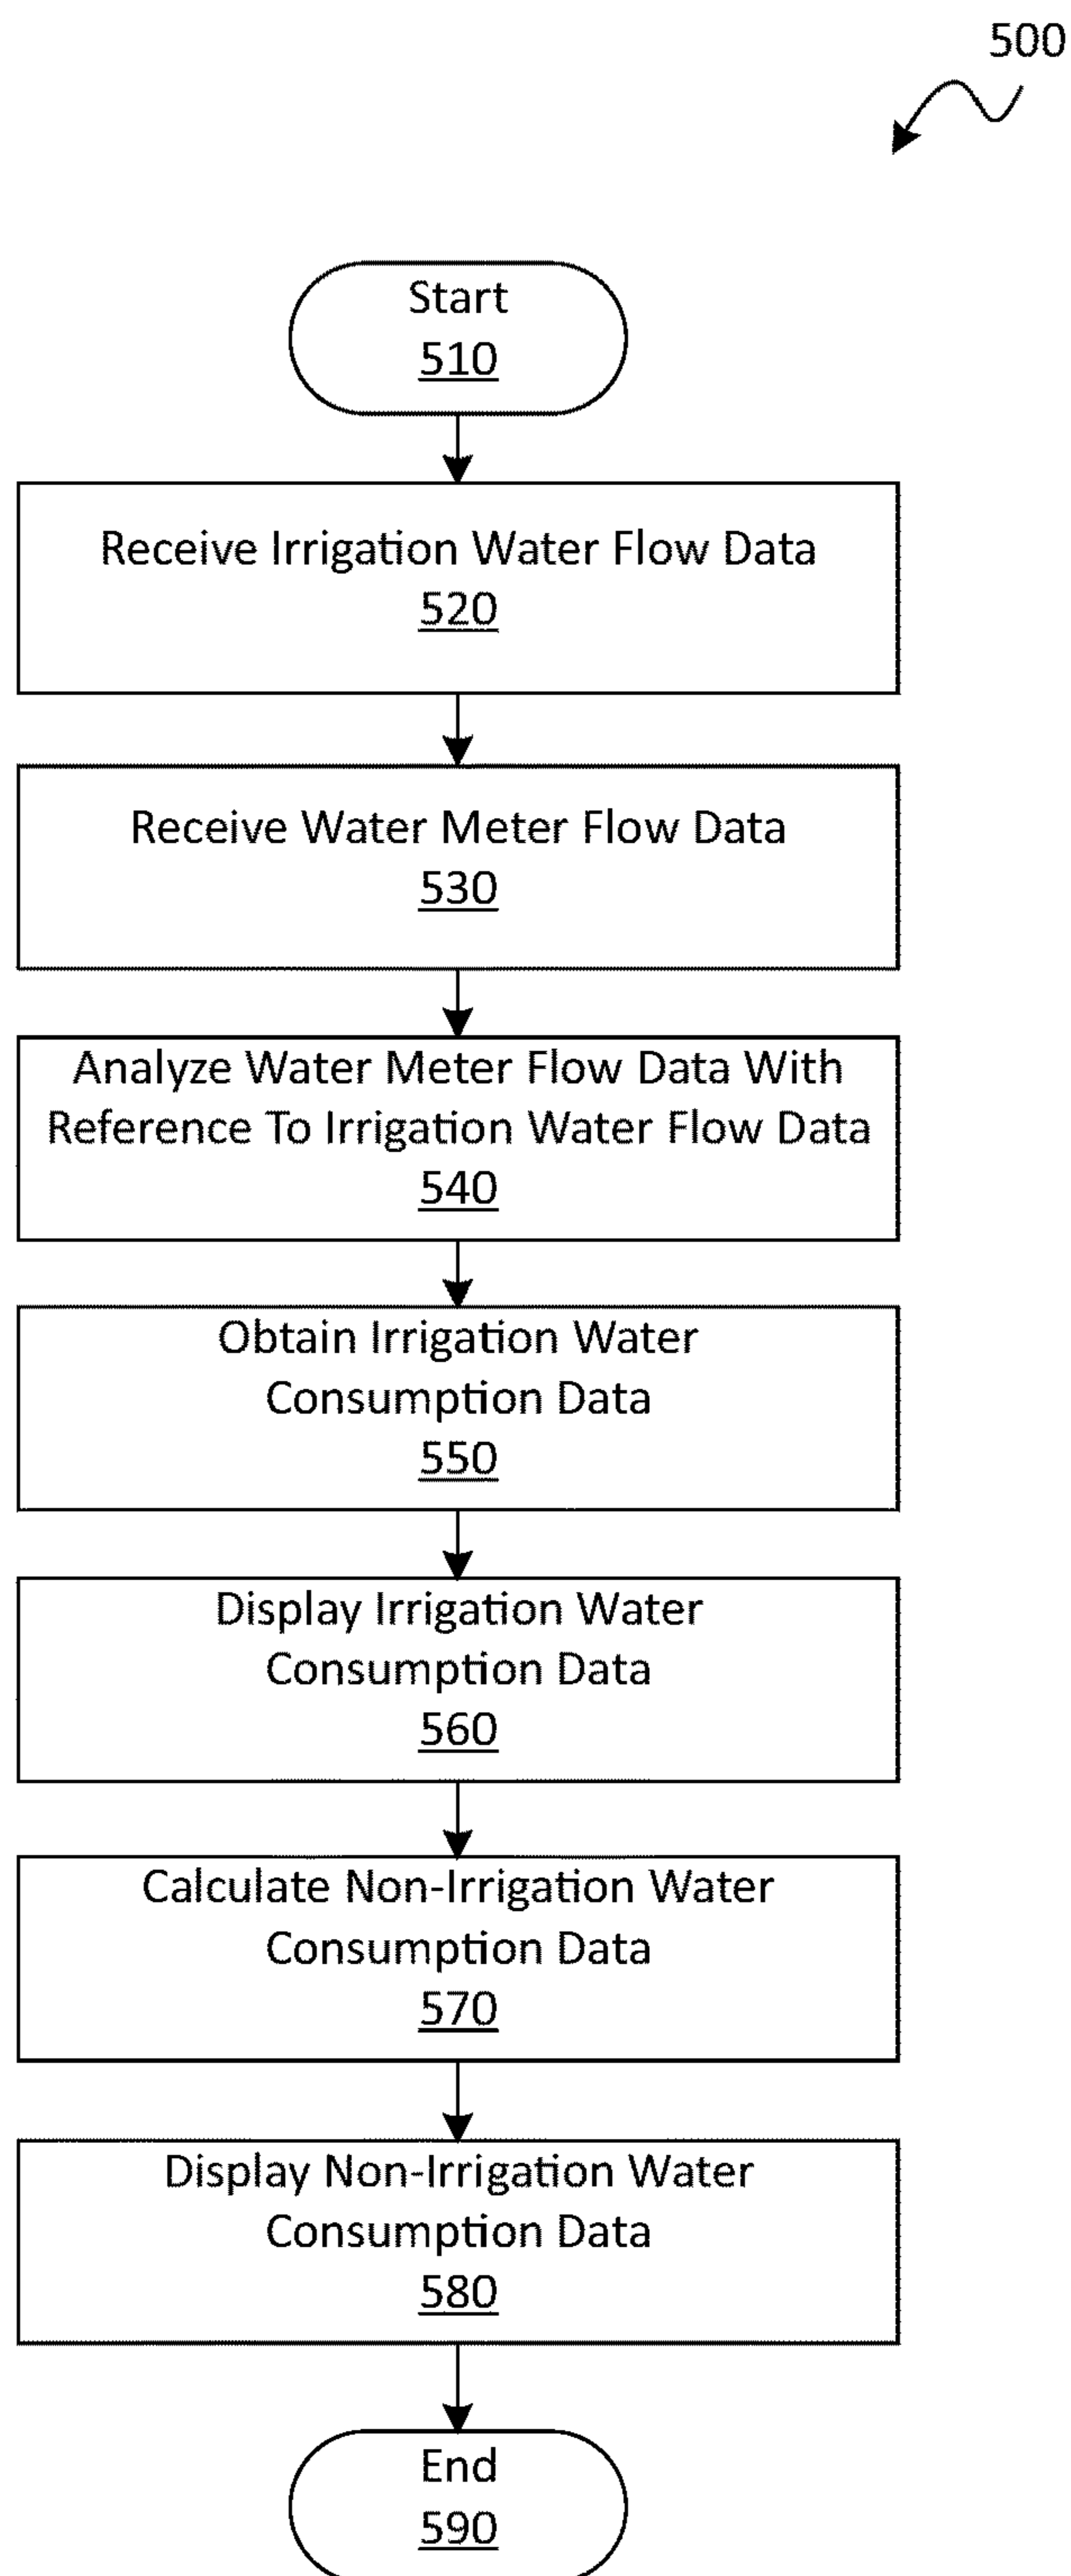 500
Start
510
Receive Irrigation Water Flow Data
520
Receive Water Meter Flow Data
530
Analyze Water Meter Flow Data With
Reference To Irrigation Water Flow Data
540
Obtain Irrigation Water
Consumption Data
550
Display Irrigation Water
Consumption Data
560
Calculate Non-Irrigation Water
Consumption Data
570
Display Non-Irrigation Water
Consumption Data
580
End
590